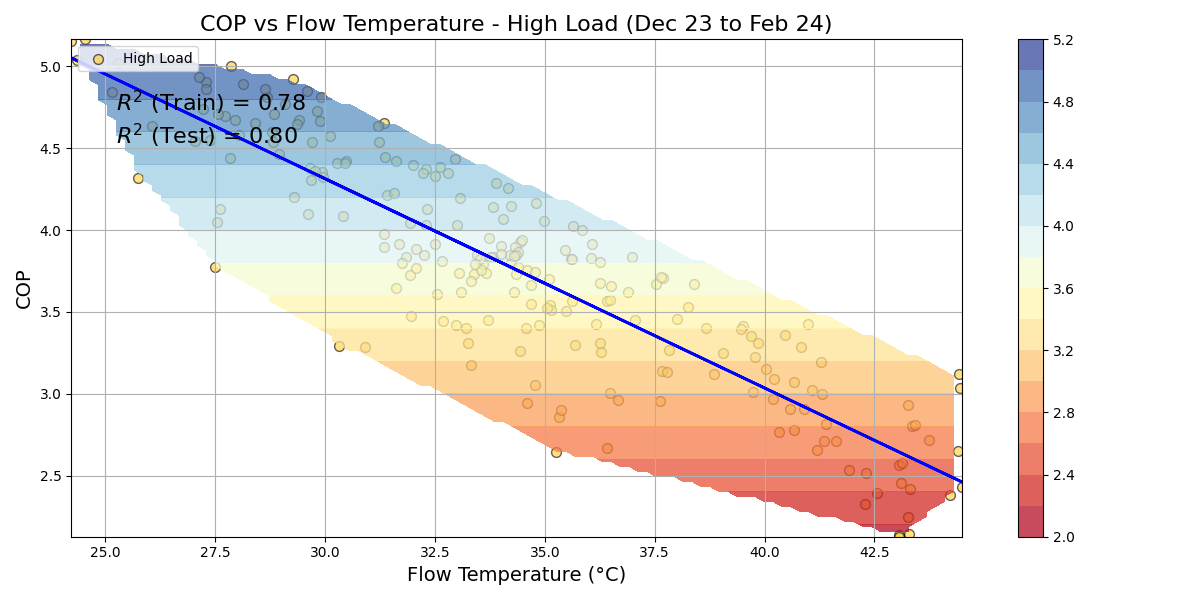 COP vs Flow Temperature - High Load (Dec 23 to Feb 24)
High Load
R² (Train) = 0.78
R² (Test) = 0.80
COP
5.0
4.5
4.0
3.5
3.0
2.5
25.0 27.5 30.0 32.5 35.0 37.5 40.0 42.5
Flow Temperature (°C)
5.2
4.8
4.4
4.0
3.6
3.2
2.8
2.4
2.0